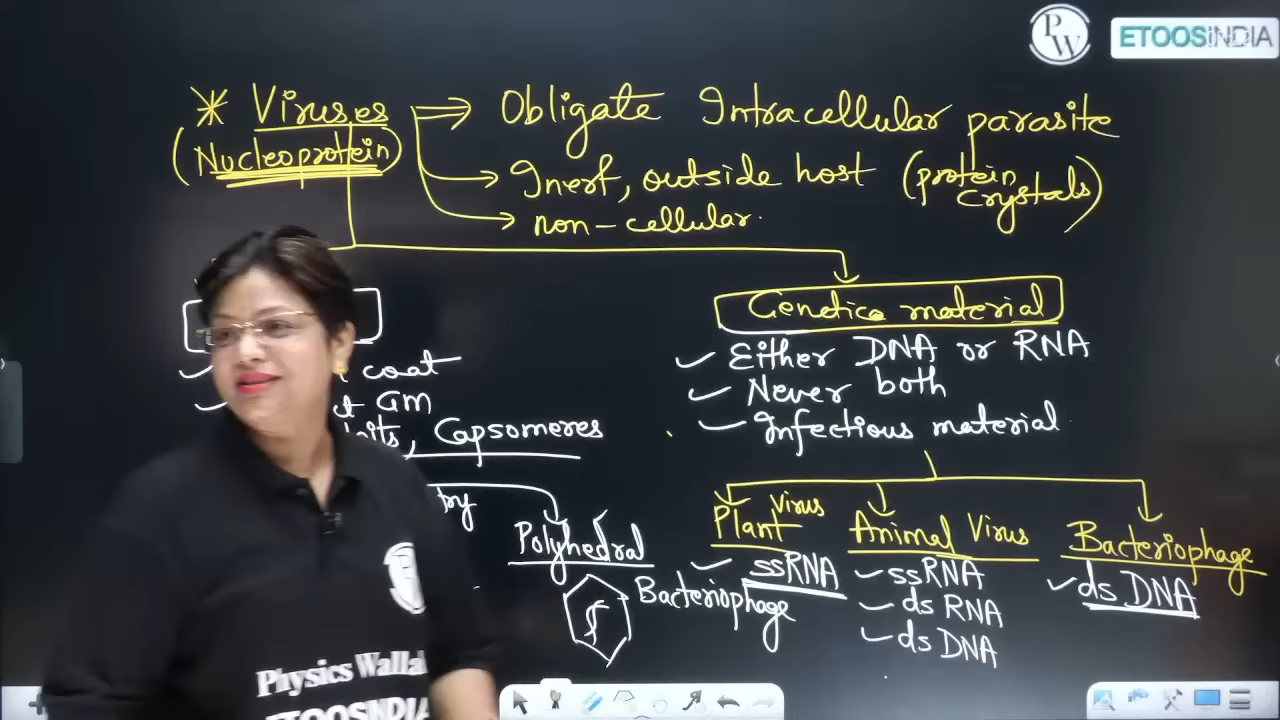 PW ETOOSINDIA
* Viruses ⇒ Obligate Intracellular parasite
(Nucleoprotein) → Inert, outside host (protein crystals)
→ non-cellular.
Genetic material
✓ Either DNA or RNA
✓ Never both
✓ Infectious material
coat
GM
, Capsomeres
Polyhedral
Bacteriophage
Plant virus
✓ ssRNA
Animal Virus
✓ ssRNA
✓ ds RNA
✓ ds DNA
Bacteriophage
✓ ds DNA
Physics Wallah
ETOOSINDIA